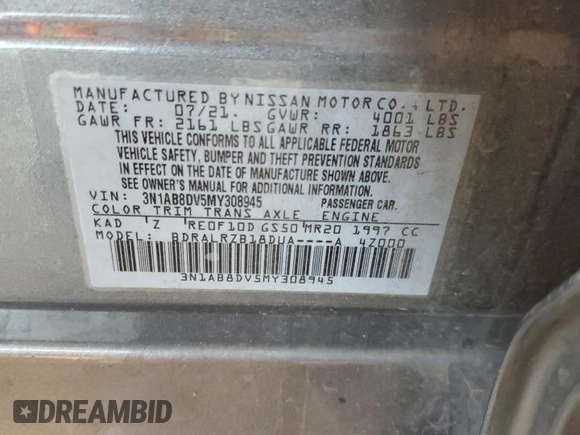 MANUFACTURED BY NISSAN MOTOR CO., LTD.
DATE: 07/21. GVWR: 4001 LBS
GAWR FR: 2161 LBS GAWR RR: 1863 LBS
THIS VEHICLE CONFORMS TO ALL APPLICABLE FEDERAL MOTOR
VEHICLE SAFETY, BUMPER AND THEFT PREVENTION STANDARDS
IN EFFECT ON THE DATE OF MANUFACTURE SHOWN ABOVE.
SEE OWNER'S MANUAL FOR ADDITIONAL INFORMATION.
VIN: 3N1AB8DV5MY308945 PASSENGER CAR.
COLOR TRIM TRANS AXLE ENGINE
KAD Z RE0F10D GS50 MR20 1997 CC
MODEL: BDRALRZB18DUA----A 4Z000
3N1AB8DV5MY308945
DREAMBID